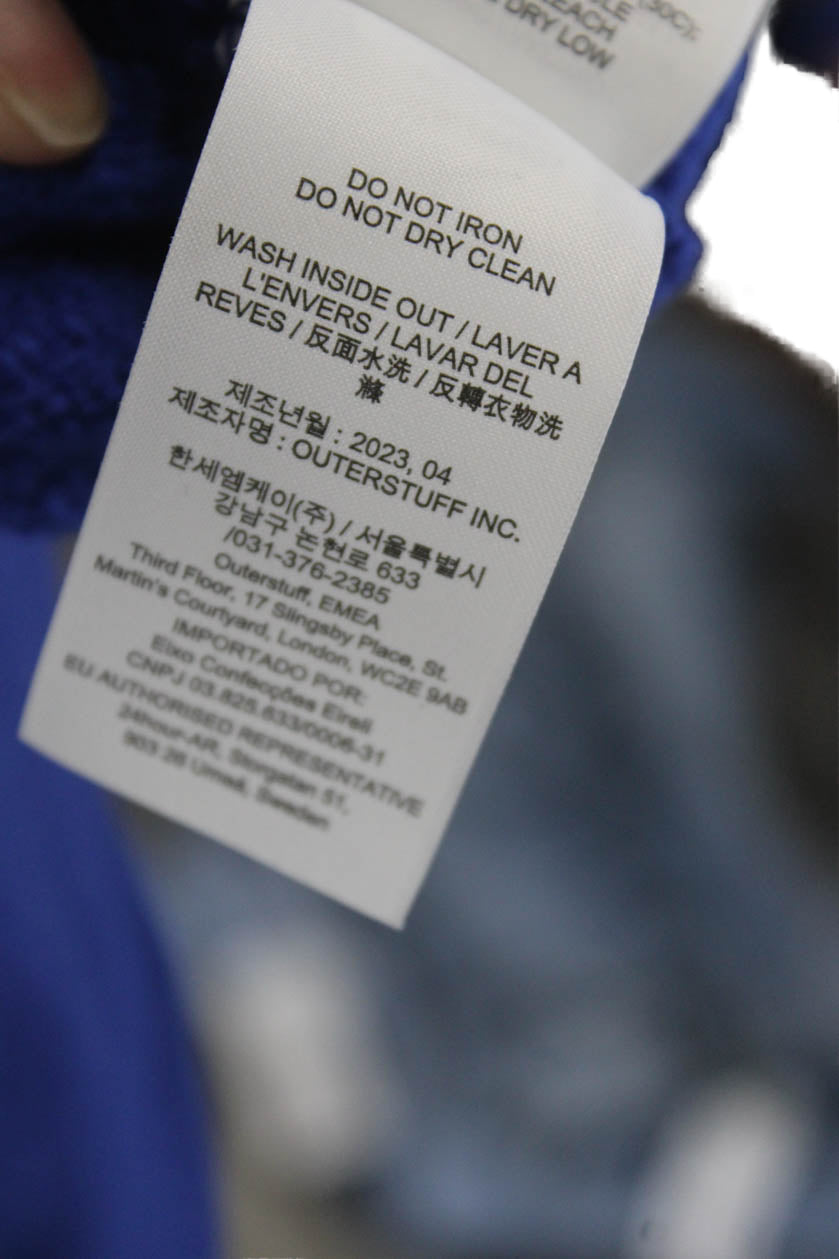 (30C);
DRY LOW
DO NOT IRON
DO NOT DRY CLEAN
WASH INSIDE OUT / LAVER A
L'ENVERS / LAVAR DEL
REVES / 反面水洗 / 反轉衣物洗
滌
제조년월 : 2023, 04
제조자명 : OUTERSTUFF INC.
한세엠케이(주) / 서울특별시
강남구 논현로 633
/031-376-2385
Outerstuff, EMEA
Third Floor, 17 Slingsby Place, St.
Martin's Courtyard, London, WC2E 9AB
IMPORTADO POR:
Eixo Confecções Eireli
CNPJ 03.825.633/0006-31
EU AUTHORISED REPRESENTATIVE
24hour-AR, Storgatan 51,
903 26 Umeå, Sweden